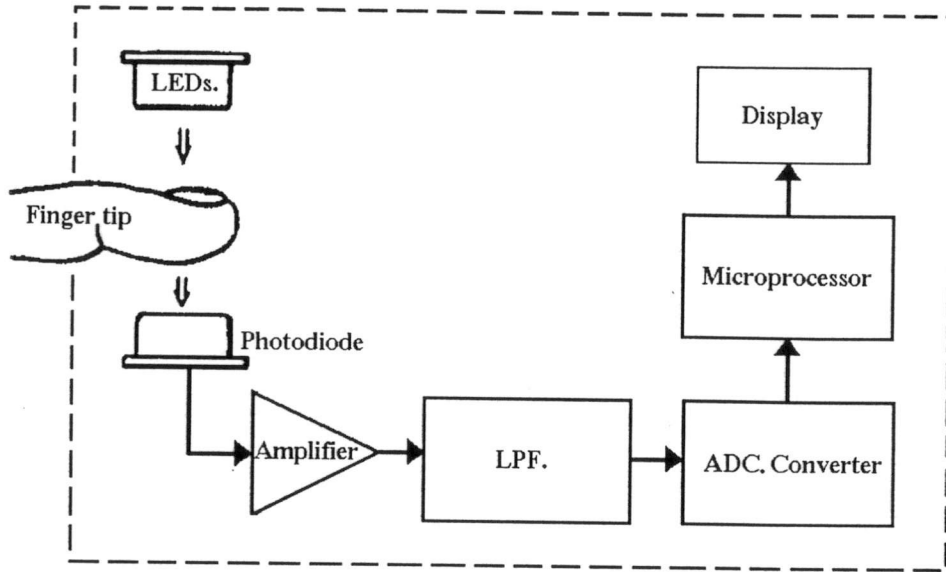 LEDs.
Finger tip
Photodiode
Amplifier
LPF.
ADC. Converter
Microprocessor
Display